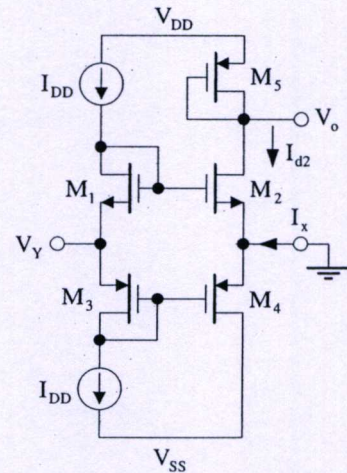 V_DD
I_DD
M_5
V_o
I_d2
M_1
M_2
I_x
V_Y
M_3
M_4
I_DD
V_SS